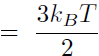 = 3k_BT / 2